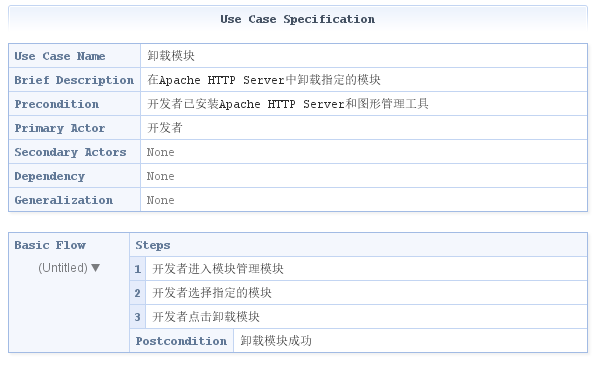 Use Case Specification
Use Case Name 卸载模块
Brief Description 在Apache HTTP Server中卸载指定的模块
Precondition 开发者已安装Apache HTTP Server和图形管理工具
Primary Actor 开发者
Secondary Actors None
Dependency None
Generalization None
Basic Flow Steps
(Untitled) ▼
1 开发者进入模块管理模块
2 开发者选择指定的模块
3 开发者点击卸载模块
Postcondition 卸载模块成功